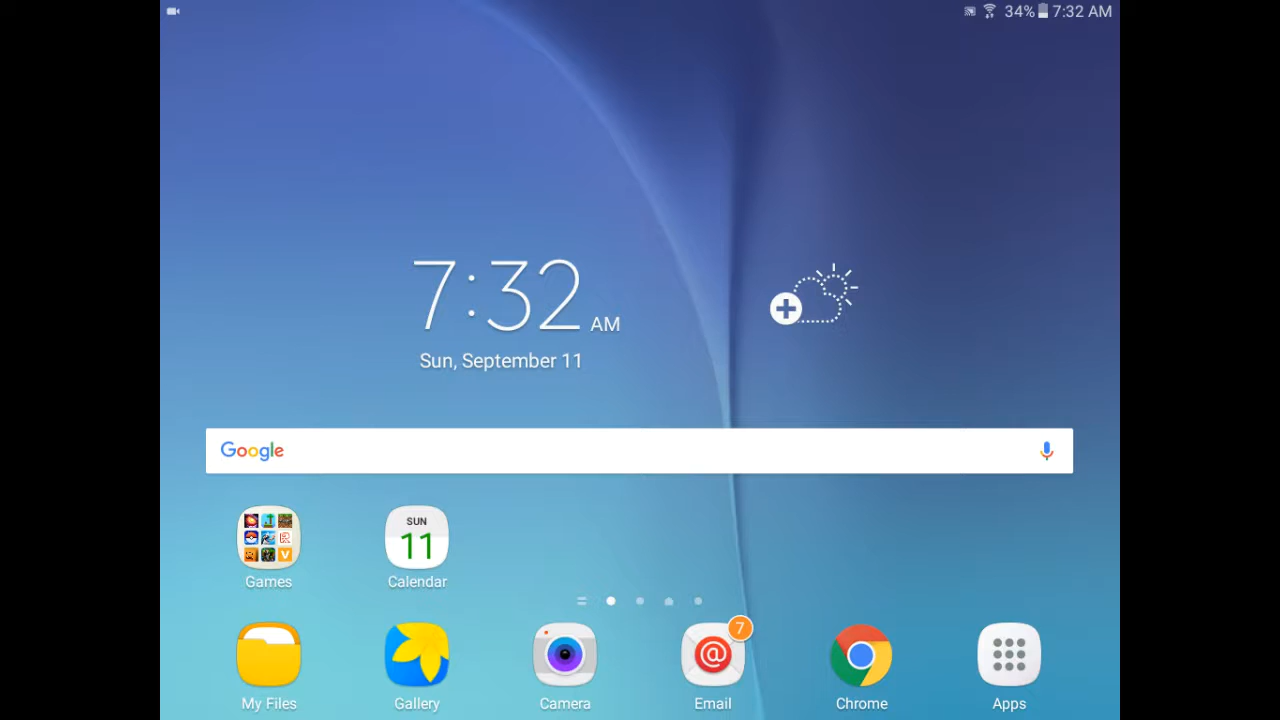 34% 7:32 AM
7:32 AM
Sun, September 11
Google
SUN
11
Games
Calendar
7
@
My Files
Gallery
Camera
Email
Chrome
Apps